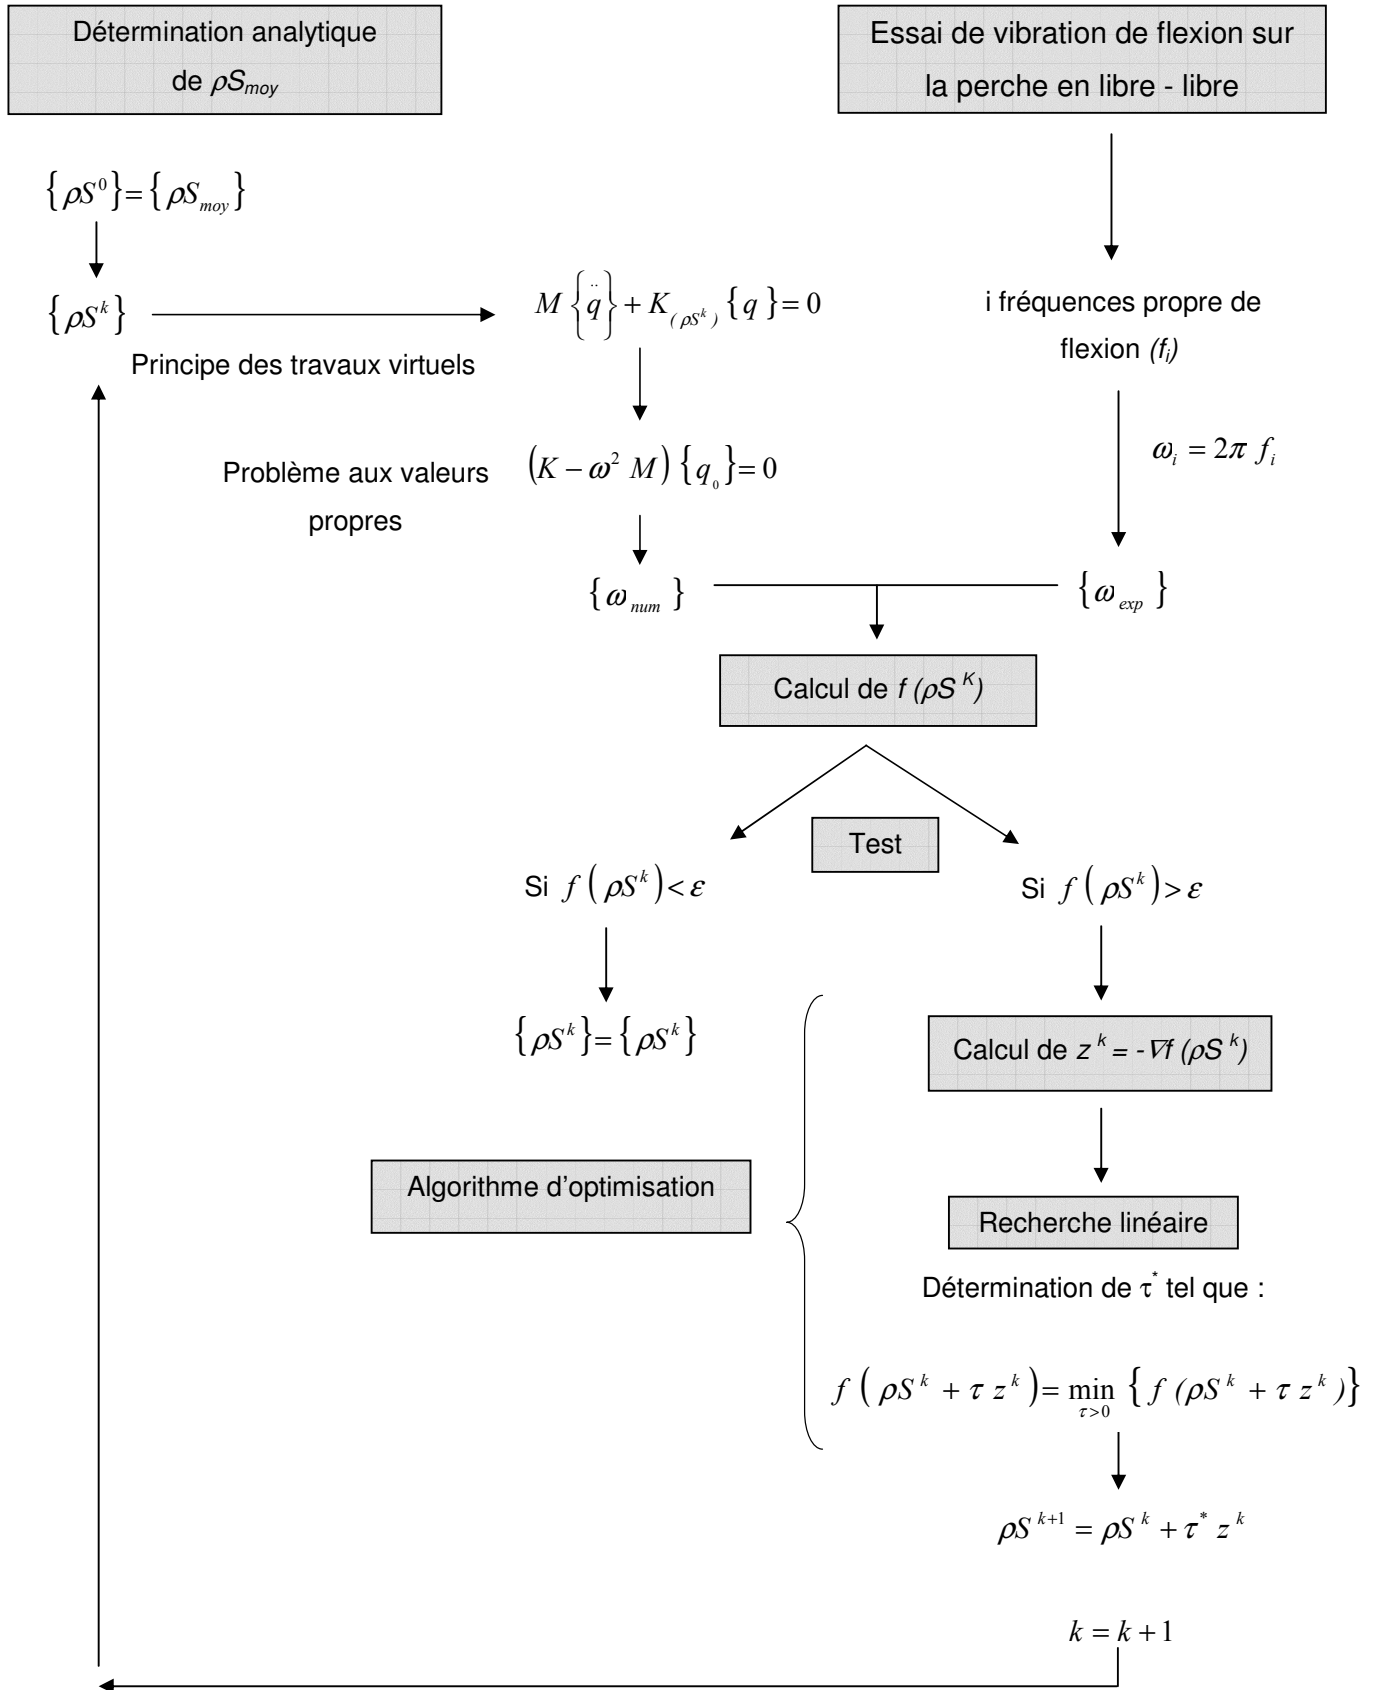 Détermination analytique
de ρS_moy
Essai de vibration de flexion sur
la perche en libre - libre
{ρS^0} = {ρS_moy}
{ρS^k}
Principe des travaux virtuels
M {q̈} + K_(ρS^k) {q} = 0
i fréquences propre de
flexion (f_i)
Problème aux valeurs
propres
(K − ω² M) {q_0} = 0
ω_i = 2π f_i
{ω_num}
{ω_exp}
Calcul de f (ρS^K)
Test
Si f (ρS^k) < ε
Si f (ρS^k) > ε
{ρS^k} = {ρS^k}
Calcul de z^k = - ∇f (ρS^k)
Algorithme d’optimisation
Recherche linéaire
Détermination de τ* tel que :
f (ρS^k + τ z^k) = min_{τ>0} {f (ρS^k + τ z^k)}
ρS^{k+1} = ρS^k + τ* z^k
k = k + 1